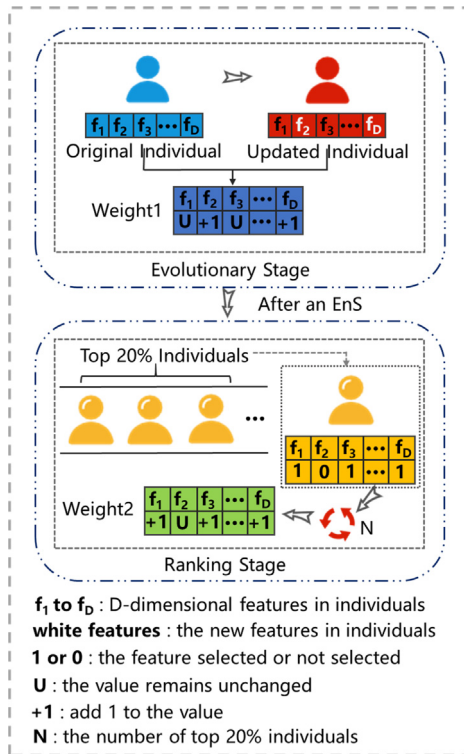 f1 f2 f3 ••• fD
f1 f2 f3 ••• fD
Original Individual
Updated Individual
Weight1
f1 f2 f3 ••• fD
U +1 U ••• +1
Evolutionary Stage
After an EnS
Top 20% Individuals
•••
f1 f2 f3 ••• fD
1 0 1 ••• 1
Weight2
f1 f2 f3 ••• fD
+1 U +1 ••• +1
N
Ranking Stage
f1 to fD : D-dimensional features in individuals
white features : the new features in individuals
1 or 0 : the feature selected or not selected
U : the value remains unchanged
+1 : add 1 to the value
N : the number of top 20% individuals